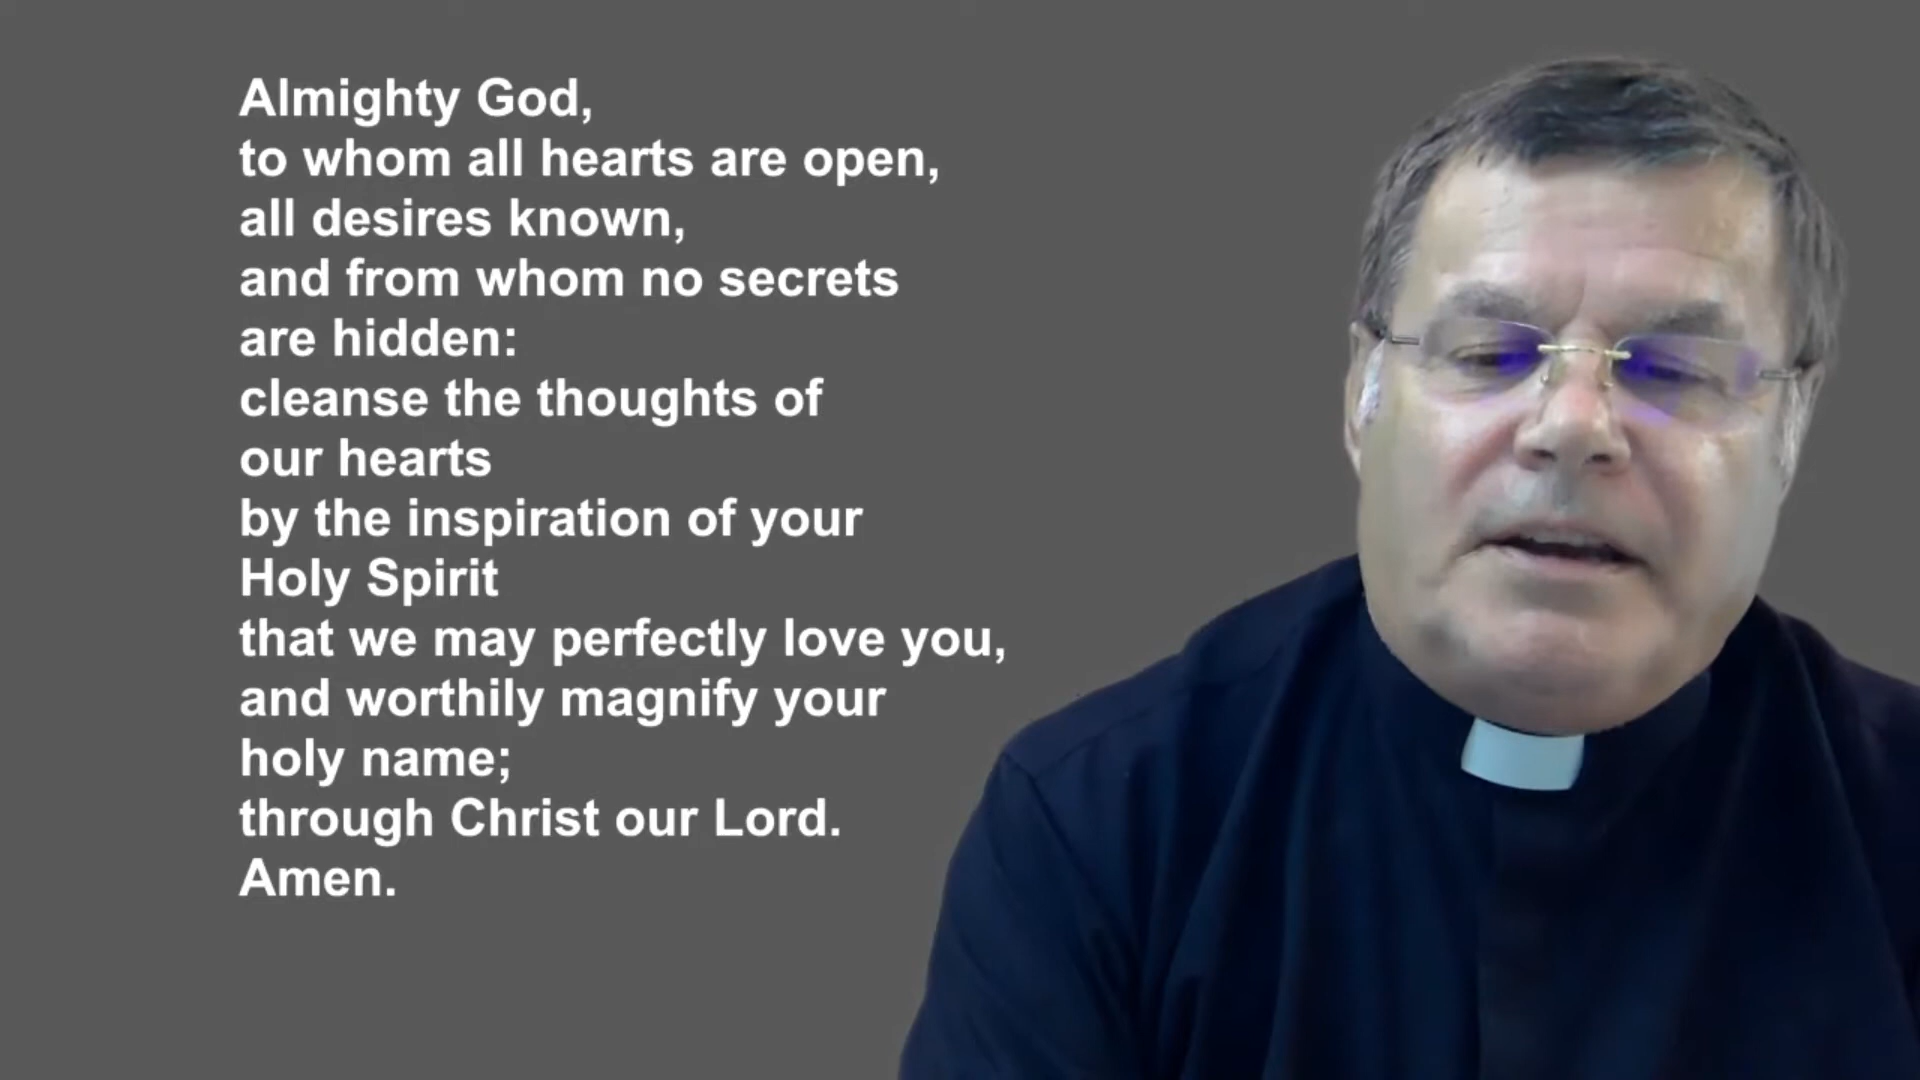 Almighty God,
to whom all hearts are open,
all desires known,
and from whom no secrets
are hidden:
cleanse the thoughts of
our hearts
by the inspiration of your
Holy Spirit
that we may perfectly love you,
and worthily magnify your
holy name;
through Christ our Lord.
Amen.